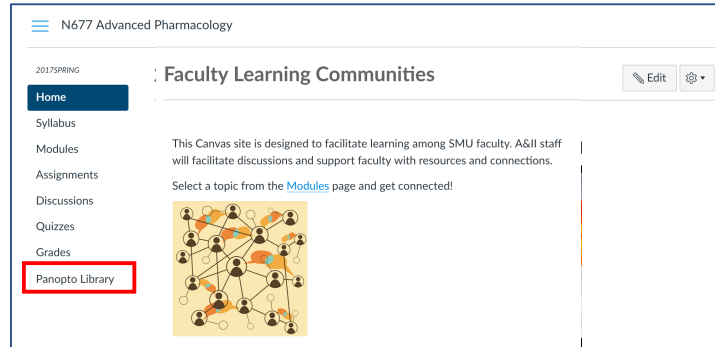 N677 Advanced Pharmacology
2017SPRING
Faculty Learning Communities
Edit
Home
Syllabus
Modules
Assignments
Discussions
Quizzes
Grades
Panopto Library
This Canvas site is designed to facilitate learning among SMU faculty. A&II staff
will facilitate discussions and support faculty with resources and connections.
Select a topic from the Modules page and get connected!